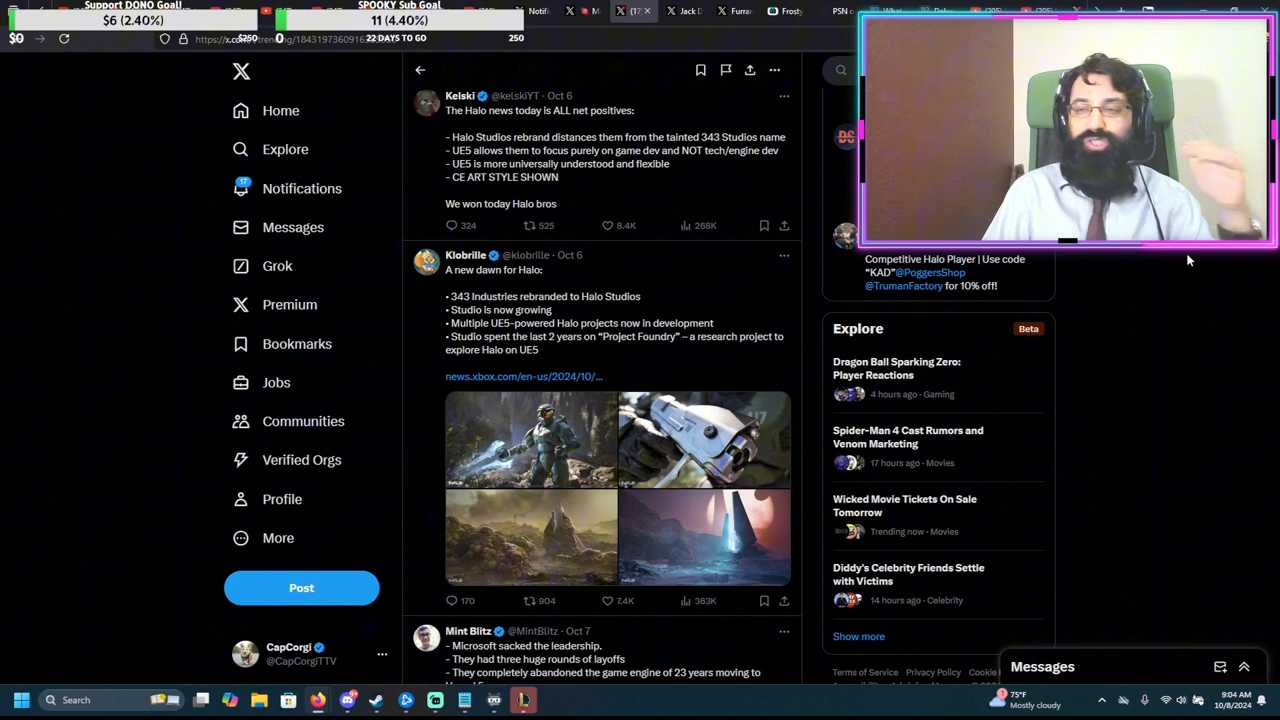 Support DONO Goal!
$6 (2.40%)
$0
$250
SPOOKY Sub Goal
11 (4.40%)
0
22 DAYS TO GO
250
Home
Explore
Notifications
17
Messages
Grok
Premium
Bookmarks
Jobs
Communities
Verified Orgs
Profile
More
Post
CapCorgi
@CapCorgiTTV
Kelski @kelskiYT · Oct 6
The Halo news today is ALL net positives:
- Halo Studios rebrand distances them from the tainted 343 Studios name
- UE5 allows them to focus purely on game dev and NOT tech/engine dev
- UE5 is more universally understood and flexible
- CE ART STYLE SHOWN
We won today Halo bros
324 525 8.4K 268K
Klobrille @klobrille · Oct 6
A new dawn for Halo:
• 343 Industries rebranded to Halo Studios
• Studio is now growing
• Multiple UE5-powered Halo projects now in development
• Studio spent the last 2 years on “Project Foundry” – a research project to
explore Halo on UE5
news.xbox.com/en-us/2024/10/...
170 904 7.4K 363K
Mint Blitz @MintBlitz · Oct 7
- Microsoft sacked the leadership.
- They had three huge rounds of layoffs
- They completely abandoned the game engine of 23 years moving to
Competitive Halo Player | Use code
“KAD”@PoggersShop
@TrumanFactory for 10% off!
Explore
Beta
Dragon Ball Sparking Zero:
Player Reactions
4 hours ago · Gaming
Spider-Man 4 Cast Rumors and
Venom Marketing
17 hours ago · Movies
Wicked Movie Tickets On Sale
Tomorrow
Trending now · Movies
Diddy’s Celebrity Friends Settle
with Victims
14 hours ago · Celebrity
Show more
Terms of Service Privacy Policy
Messages
Search
75°F
Mostly cloudy
9:04 AM
10/8/2024